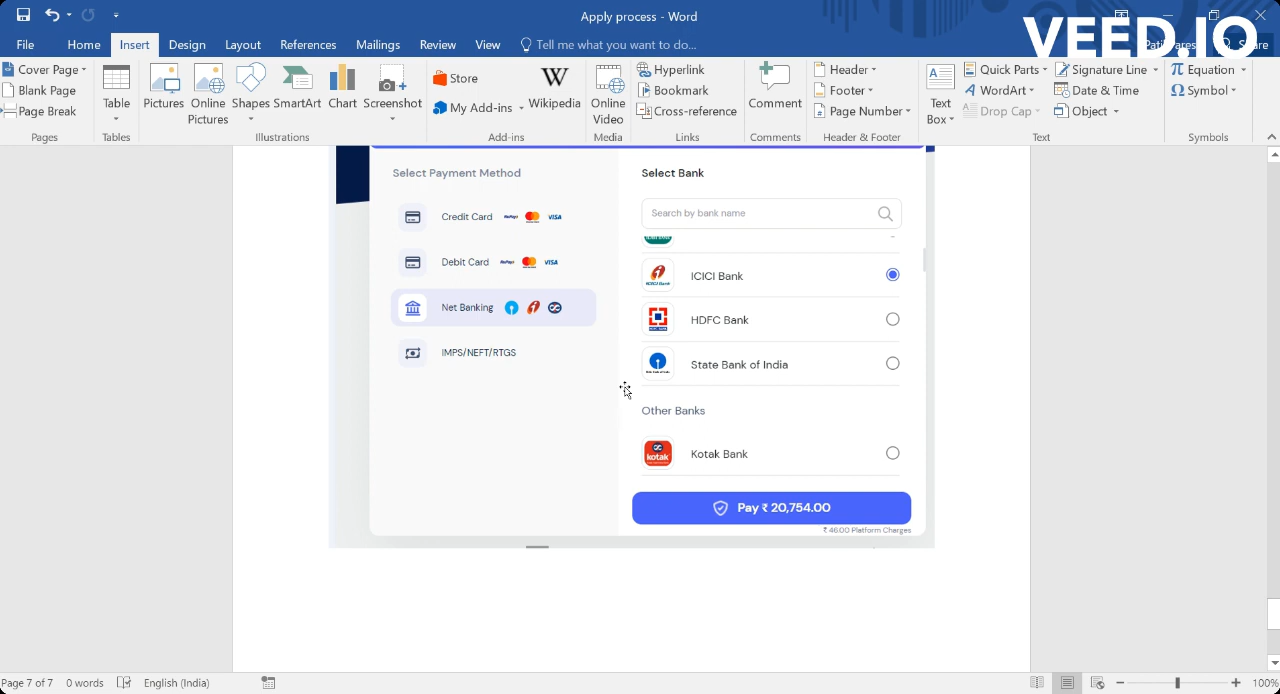 Apply process - Word
VEED.IO
File Home Insert Design Layout References Mailings Review View Tell me what you want to do... Share
Cover Page
Blank Page
Page Break
Pages
Table
Tables
Pictures
Online Pictures
Shapes
SmartArt
Chart
Screenshot
Illustrations
Store
My Add-ins
Wikipedia
Add-ins
Online Video
Media
Hyperlink
Bookmark
Cross-reference
Links
Comment
Comments
Header
Footer
Page Number
Header & Footer
Text Box
Quick Parts
WordArt
Drop Cap
Signature Line
Date & Time
Object
Text
Equation
Symbol
Symbols
Select Payment Method
Credit Card RuPay VISA
Debit Card RuPay VISA
Net Banking
IMPS/NEFT/RTGS
Select Bank
Search by bank name
ICICI Bank
HDFC Bank
State Bank of India
Other Banks
kotak Kotak Bank
Pay ₹ 20,754.00
₹ 46.00 Platform Charges
Page 7 of 7 0 words English (India) 100%